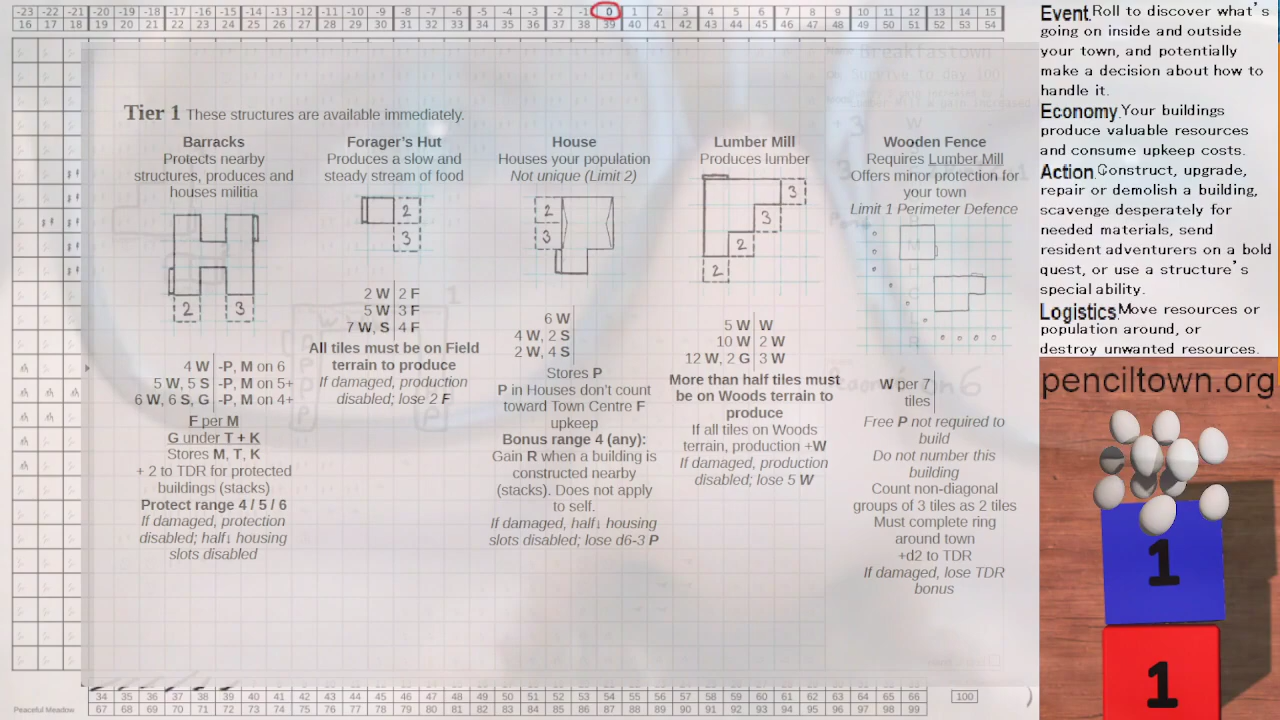 -23 -22 -21 -20 -19 -18 -17 -16 -15 -14 -13 -12 -11 -10 -9 -8 -7 -6 -5 -4 -3 -2 -1 0 1 2 3 4 5 6 7 8 9 10 11 12 13 14 15
16 17 18 19 20 21 22 23 24 25 26 27 28 29 30 31 32 33 34 35 36 37 38 39 40 41 42 43 44 45 46 47 48 49 50 51 52 53 54
Breakfastown
Survive to day 100
Tier 1 These structures are available immediately.
Barracks
Protects nearby
structures, produces and
houses militia
2 3
4 W -P, M on 6
5 W, 5 S -P, M on 5+
6 W, 6 S, G -P, M on 4+
F per M
G under T + K
Stores M, T, K
+ 2 to TDR for protected
buildings (stacks)
Protect range 4 / 5 / 6
If damaged, protection
disabled; half↓ housing
slots disabled
Forager's Hut
Produces a slow and
steady stream of food
2
3
2 W 2 F
5 W 3 F
7 W, S 4 F
All tiles must be on Field
terrain to produce
If damaged, production
disabled; lose 2 F
House
Houses your population
Not unique (Limit 2)
2
3
6 W
4 W, 2 S
2 W, 4 S
Stores P
P in Houses don't count
toward Town Centre F
upkeep
Bonus range 4 (any):
Gain R when a building is
constructed nearby
(stacks). Does not apply
to self.
If damaged, half↓ housing
slots disabled; lose d6-3 P
Lumber Mill
Produces lumber
3
3
2
2
5 W W
10 W 2 W
12 W, 2 G 3 W
More than half tiles must
be on Woods terrain to
produce
If all tiles on Woods
terrain, production +W
If damaged, production
disabled; lose 5 W
Wooden Fence
Requires Lumber Mill
Offers minor protection for
your town
Limit 1 Perimeter Defence
W per 7
tiles
Free P not required to
build
Do not number this
building
Count non-diagonal
groups of 3 tiles as 2 tiles
Must complete ring
around town
+d2 to TDR
If damaged, lose TDR
bonus
34 35 36 37 38 39 40 41 42 43 44 45 46 47 48 49 50 51 52 53 54 55 56 57 58 59 60 61 62 63 64 65 66 100
67 68 69 70 71 72 73 74 75 76 77 78 79 80 81 82 83 84 85 86 87 88 89 90 91 92 93 94 95 96 97 98 99
Peaceful Meadow
Event Roll to discover what's
going on inside and outside
your town, and potentially
make a decision about how to
handle it.
Economy Your buildings
produce valuable resources
and consume upkeep costs.
Action Construct, upgrade,
repair or demolish a building,
scavenge desperately for
needed materials, send
resident adventurers on a bold
quest, or use a structure's
special ability.
Logistics Move resources or
population around, or
destroy unwanted resources.
penciltown.org
1
1